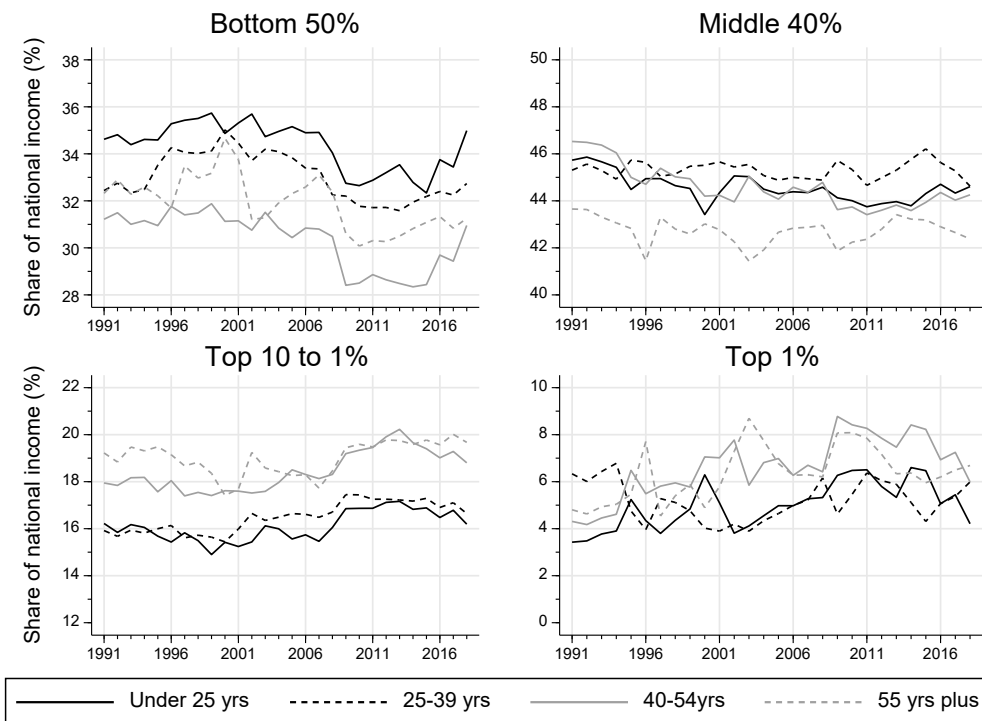 Bottom 50%
Middle 40%
Share of national income (%)
38
36
34
32
30
28
1991 1996 2001 2006 2011 2016
50
48
46
44
42
40
1991 1996 2001 2006 2011 2016
Top 10 to 1%
Top 1%
Share of national income (%)
22
20
18
16
14
12
1991 1996 2001 2006 2011 2016
10
8
6
4
2
0
1991 1996 2001 2006 2011 2016
Under 25 yrs 25-39 yrs 40-54yrs 55 yrs plus